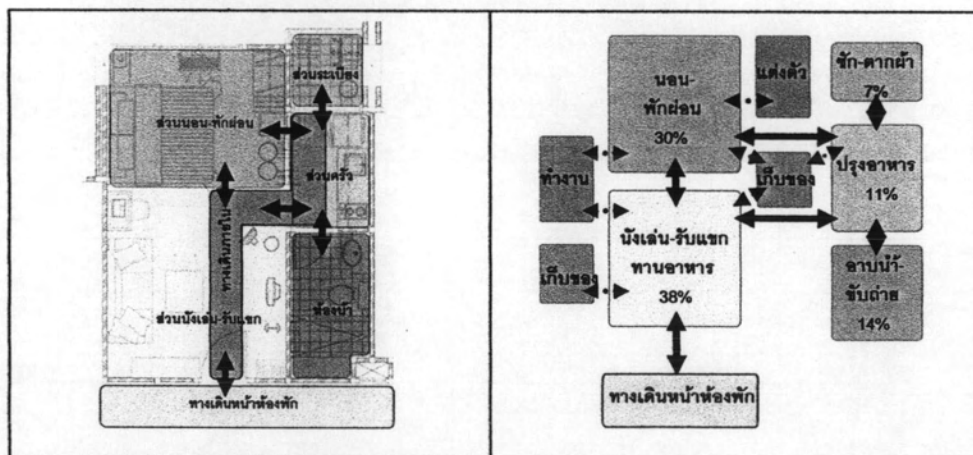 ส่วนระเบียง
ส่วนนอน-พักผ่อน
ส่วนครัว
ทางเดินภายใน
ห้องน้ำ
ส่วนนั่งเล่น-รับแขก
ทางเดินหน้าห้องพัก
นอน-
พักผ่อน
30%
แต่งตัว
ซัก-ตากผ้า
7%
ทำงาน
เก็บของ
ปรุงอาหาร
11%
นั่งเล่น-รับแขก
ทานอาหาร
38%
เก็บของ
อาบน้ำ-
ขับถ่าย
14%
ทางเดินหน้าห้องพัก